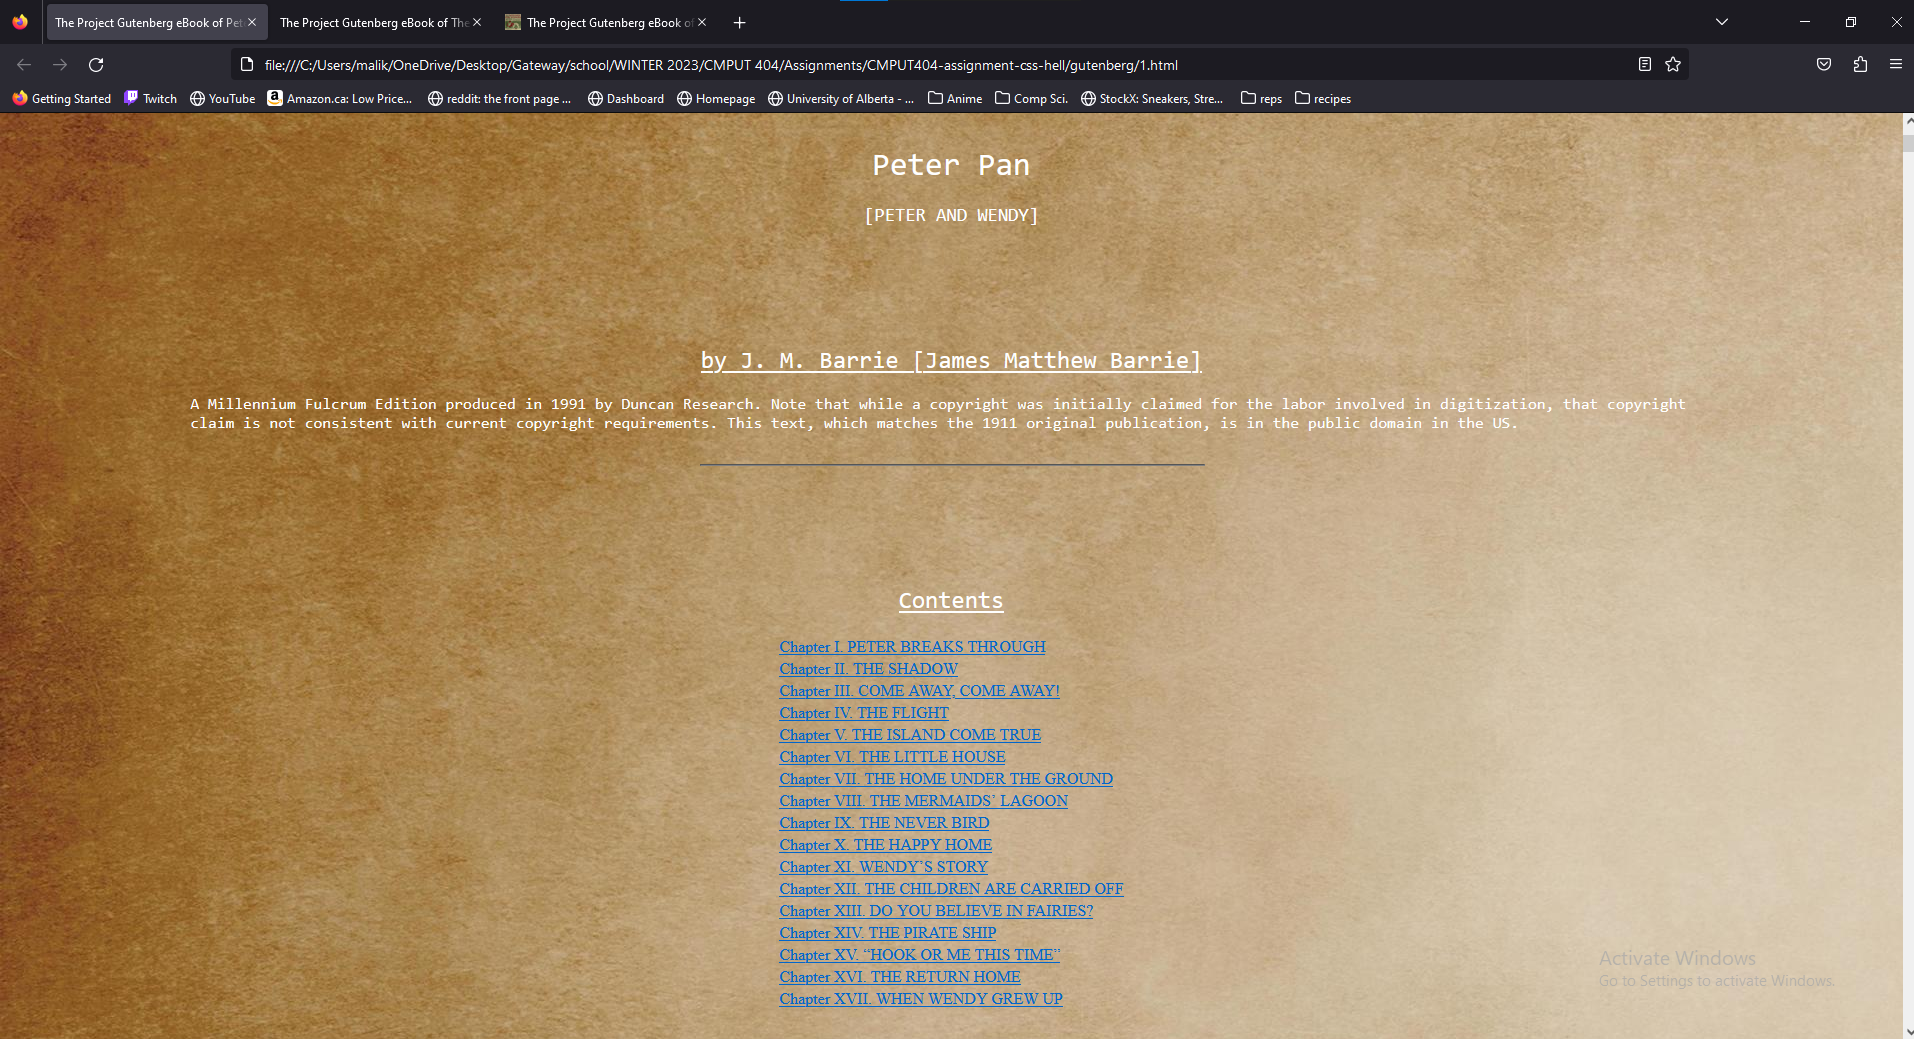 The Project Gutenberg eBook of Pet
The Project Gutenberg eBook of The
The Project Gutenberg eBook of
file:///C:/Users/malik/OneDrive/Desktop/Gateway/school/WINTER 2023/CMPUT 404/Assignments/CMPUT404-assignment-css-hell/gutenberg/1.html
Getting Started Twitch YouTube Amazon.ca: Low Price... reddit: the front page ... Dashboard Homepage University of Alberta - ... Anime Comp Sci. StockX: Sneakers, Stre... reps recipes
Peter Pan
[PETER AND WENDY]
by J. M. Barrie [James Matthew Barrie]
A Millennium Fulcrum Edition produced in 1991 by Duncan Research. Note that while a copyright was initially claimed for the labor involved in digitization, that copyright
claim is not consistent with current copyright requirements. This text, which matches the 1911 original publication, is in the public domain in the US.
Contents
Chapter I. PETER BREAKS THROUGH
Chapter II. THE SHADOW
Chapter III. COME AWAY, COME AWAY!
Chapter IV. THE FLIGHT
Chapter V. THE ISLAND COME TRUE
Chapter VI. THE LITTLE HOUSE
Chapter VII. THE HOME UNDER THE GROUND
Chapter VIII. THE MERMAIDS’ LAGOON
Chapter IX. THE NEVER BIRD
Chapter X. THE HAPPY HOME
Chapter XI. WENDY’S STORY
Chapter XII. THE CHILDREN ARE CARRIED OFF
Chapter XIII. DO YOU BELIEVE IN FAIRIES?
Chapter XIV. THE PIRATE SHIP
Chapter XV. “HOOK OR ME THIS TIME”
Chapter XVI. THE RETURN HOME
Chapter XVII. WHEN WENDY GREW UP
Activate Windows
Go to Settings to activate Windows.